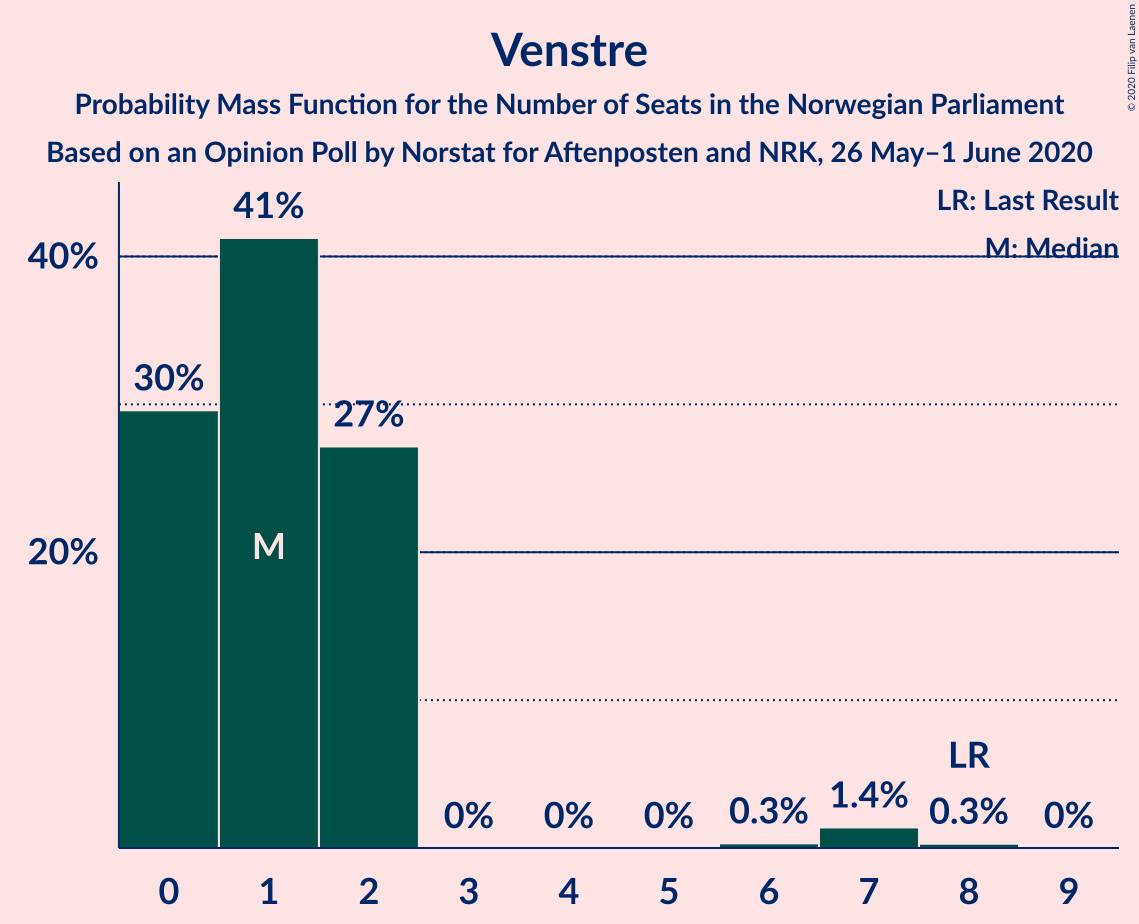 Venstre
Probability Mass Function for the Number of Seats in the Norwegian Parliament
Based on an Opinion Poll by Norstat for Aftenposten and NRK, 26 May–1 June 2020
© 2020 Filip van Laenen
LR: Last Result
M: Median
40%
20%
30%
41%
27%
0%
0%
0%
0.3%
1.4%
0.3%
0%
M
LR
0 1 2 3 4 5 6 7 8 9